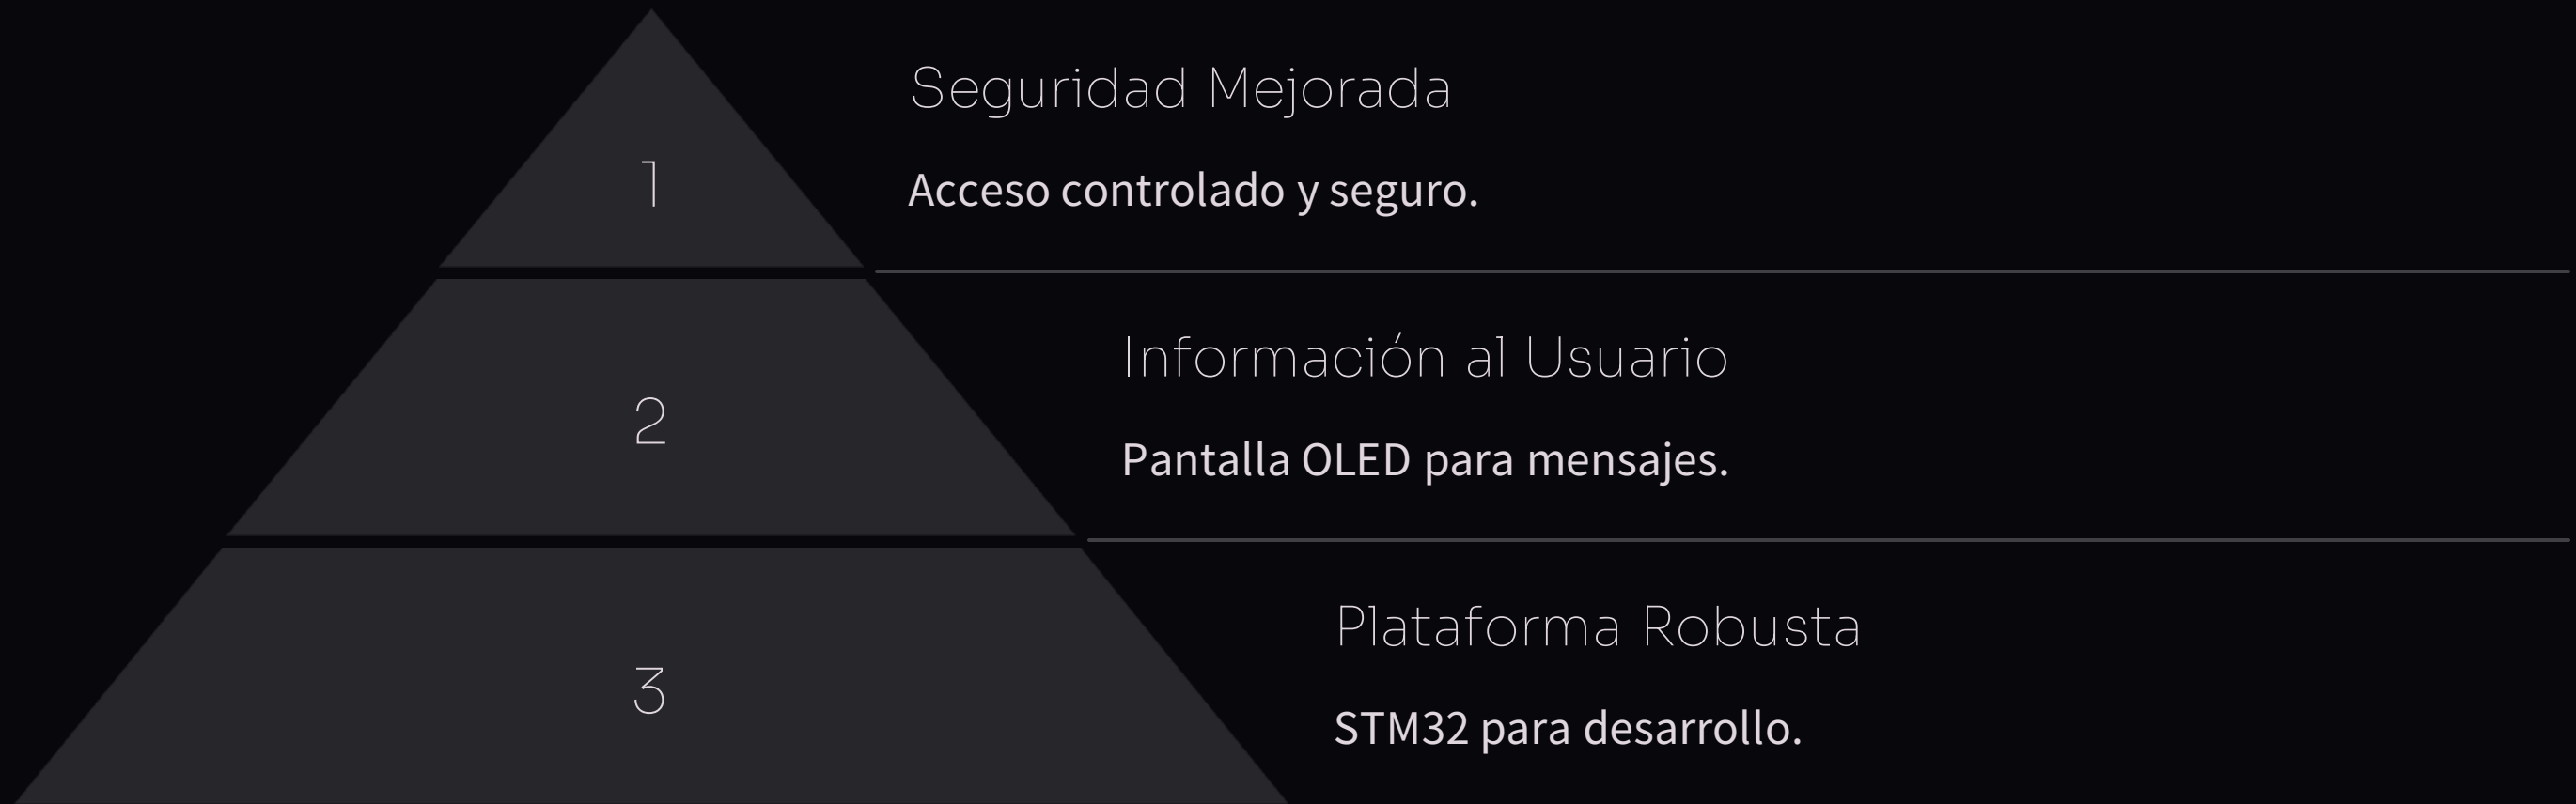 1
Seguridad Mejorada
Acceso controlado y seguro.
2
Información al Usuario
Pantalla OLED para mensajes.
3
Plataforma Robusta
STM32 para desarrollo.